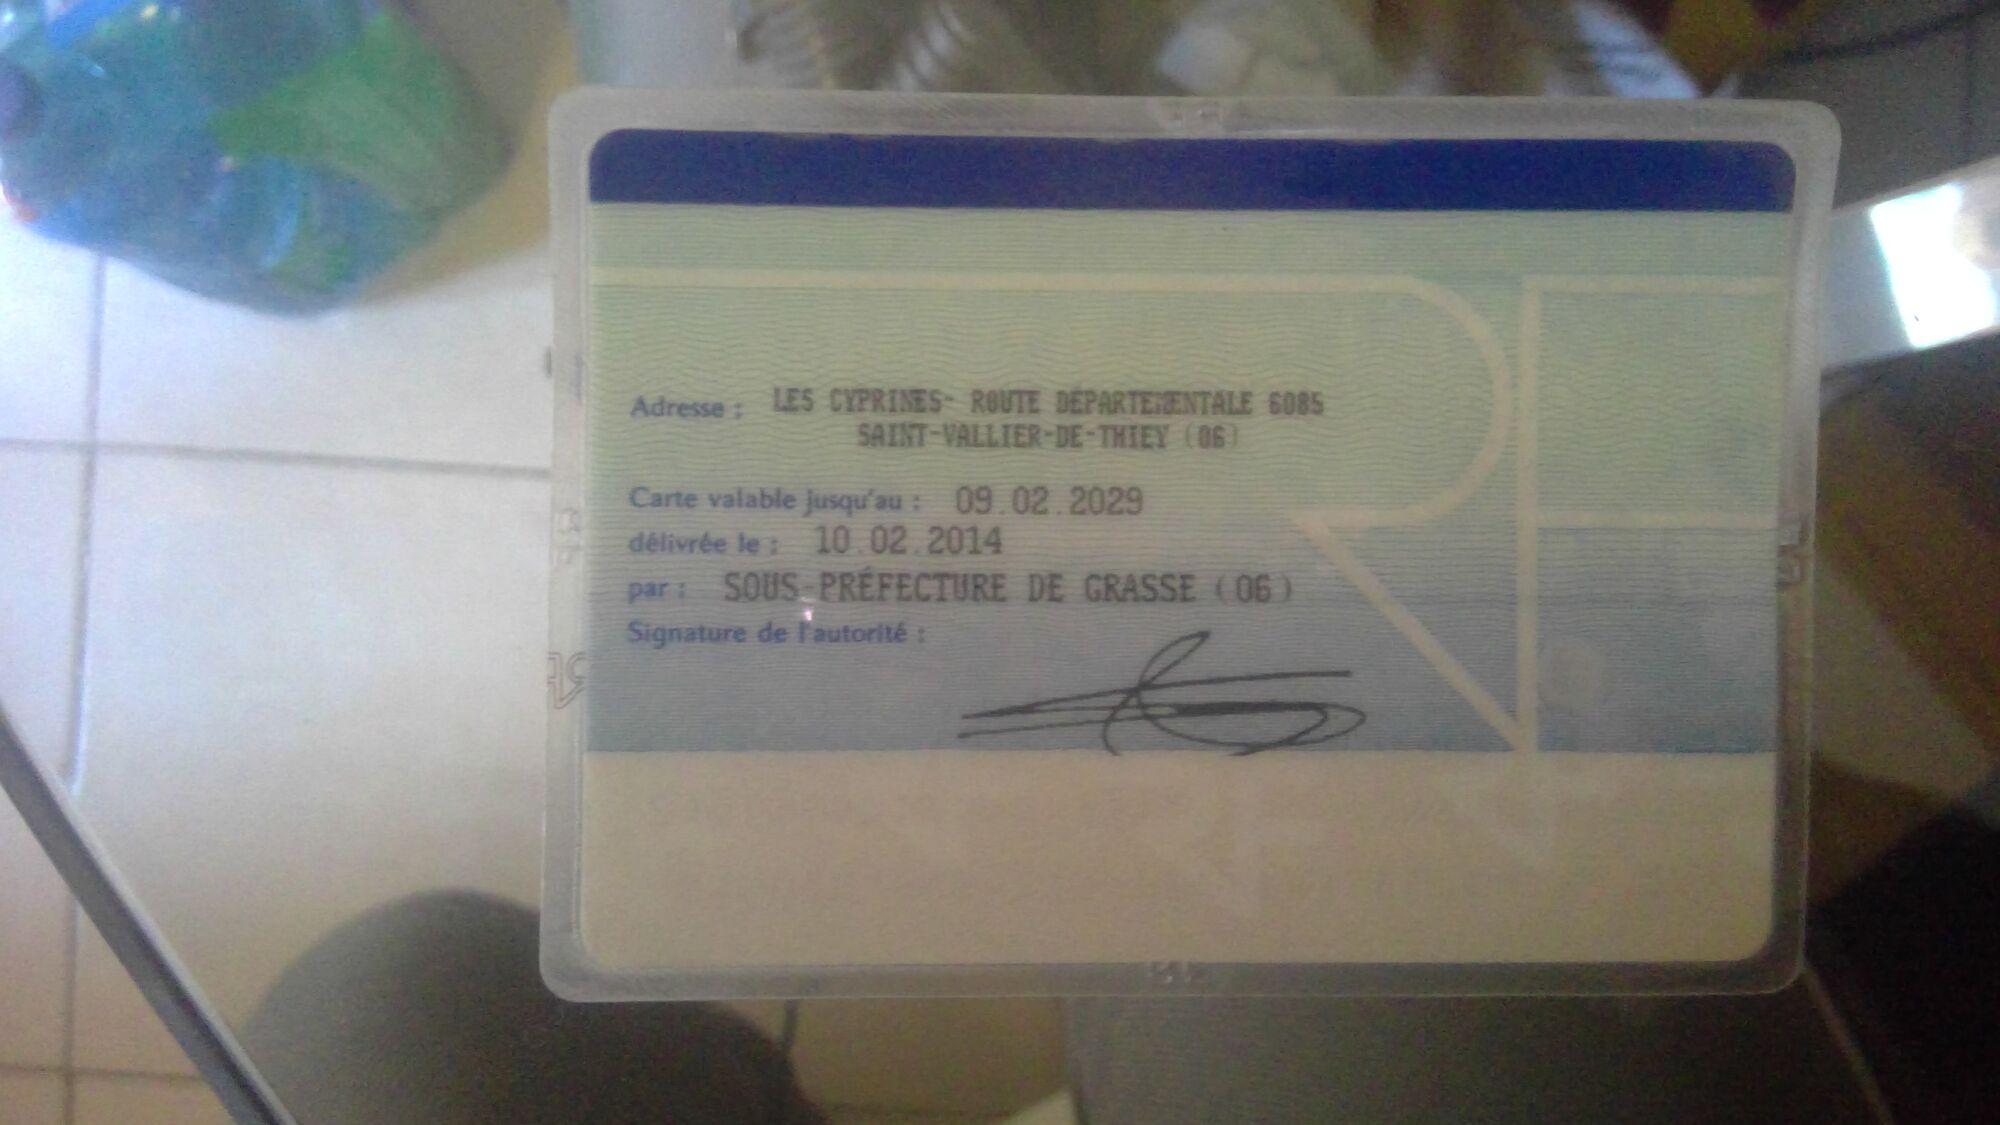 Adresse : LES CYPRINES- ROUTE DÉPARTEMENTALE 6085
SAINT-VALLIER-DE-THIEY (06)
Carte valable jusqu'au : 09.02.2029
délivrée le : 10.02.2014
par : SOUS-PRÉFECTURE DE GRASSE (06)
Signature de l'autorité :